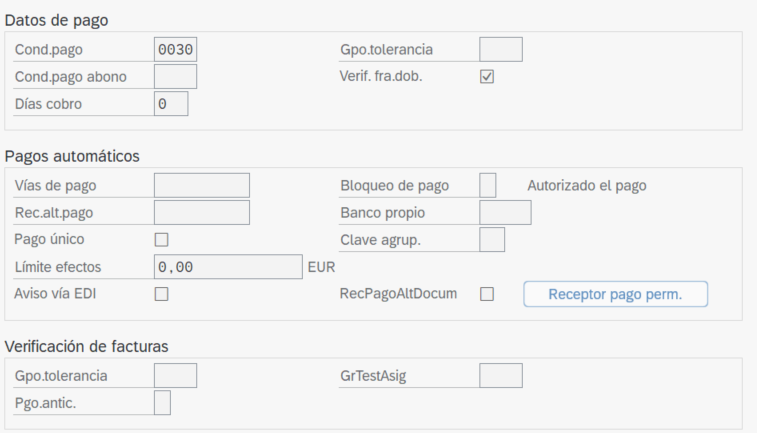 Datos de pago
Cond.pago 0030 Gpo.tolerancia
Cond.pago abono Verif. fra.dob.
Días cobro 0
Pagos automáticos
Vías de pago Bloqueo de pago Autorizado el pago
Rec.alt.pago Banco propio
Pago único Clave agrup.
Límite efectos 0,00 EUR
Aviso vía EDI RecPagoAltDocum Receptor pago perm.
Verificación de facturas
Gpo.tolerancia GrTestAsig
Pgo.antic.